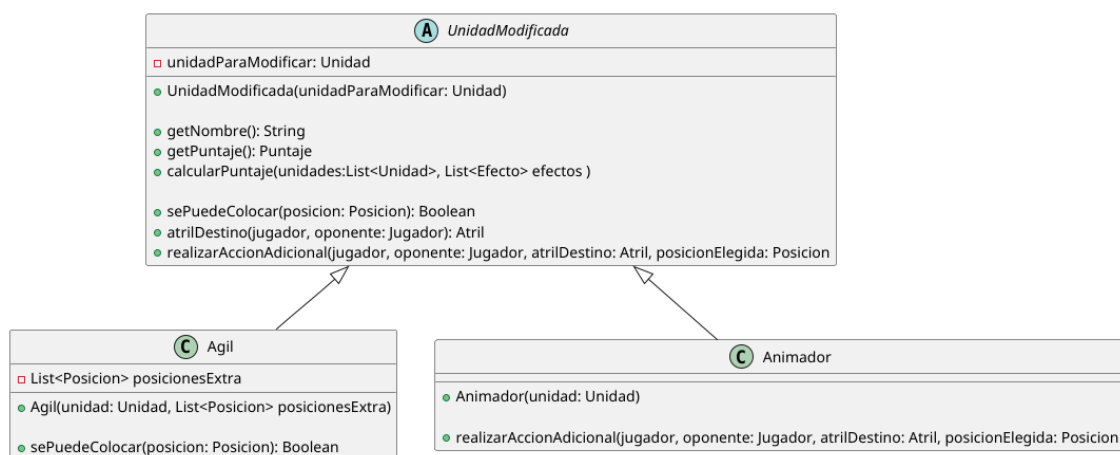 A UnidadModificada
unidadParaModificar: Unidad
UnidadModificada(unidadParaModificar: Unidad)
getNombre(): String
getPuntaje(): Puntaje
calcularPuntaje(unidades:List<Unidad>, List<Efecto> efectos )
sePuedeColocar(posicion: Posicion): Boolean
atrilDestino(jugador, oponente: Jugador): Atril
realizarAccionAdicional(jugador, oponente: Jugador, atrilDestino: Atril, posicionElegida: Posicion
C Agil
List<Posicion> posicionesExtra
Agil(unidad: Unidad, List<Posicion> posicionesExtra)
sePuedeColocar(posicion: Posicion): Boolean
C Animador
Animador(unidad: Unidad)
realizarAccionAdicional(jugador, oponente: Jugador, atrilDestino: Atril, posicionElegida: Posicion